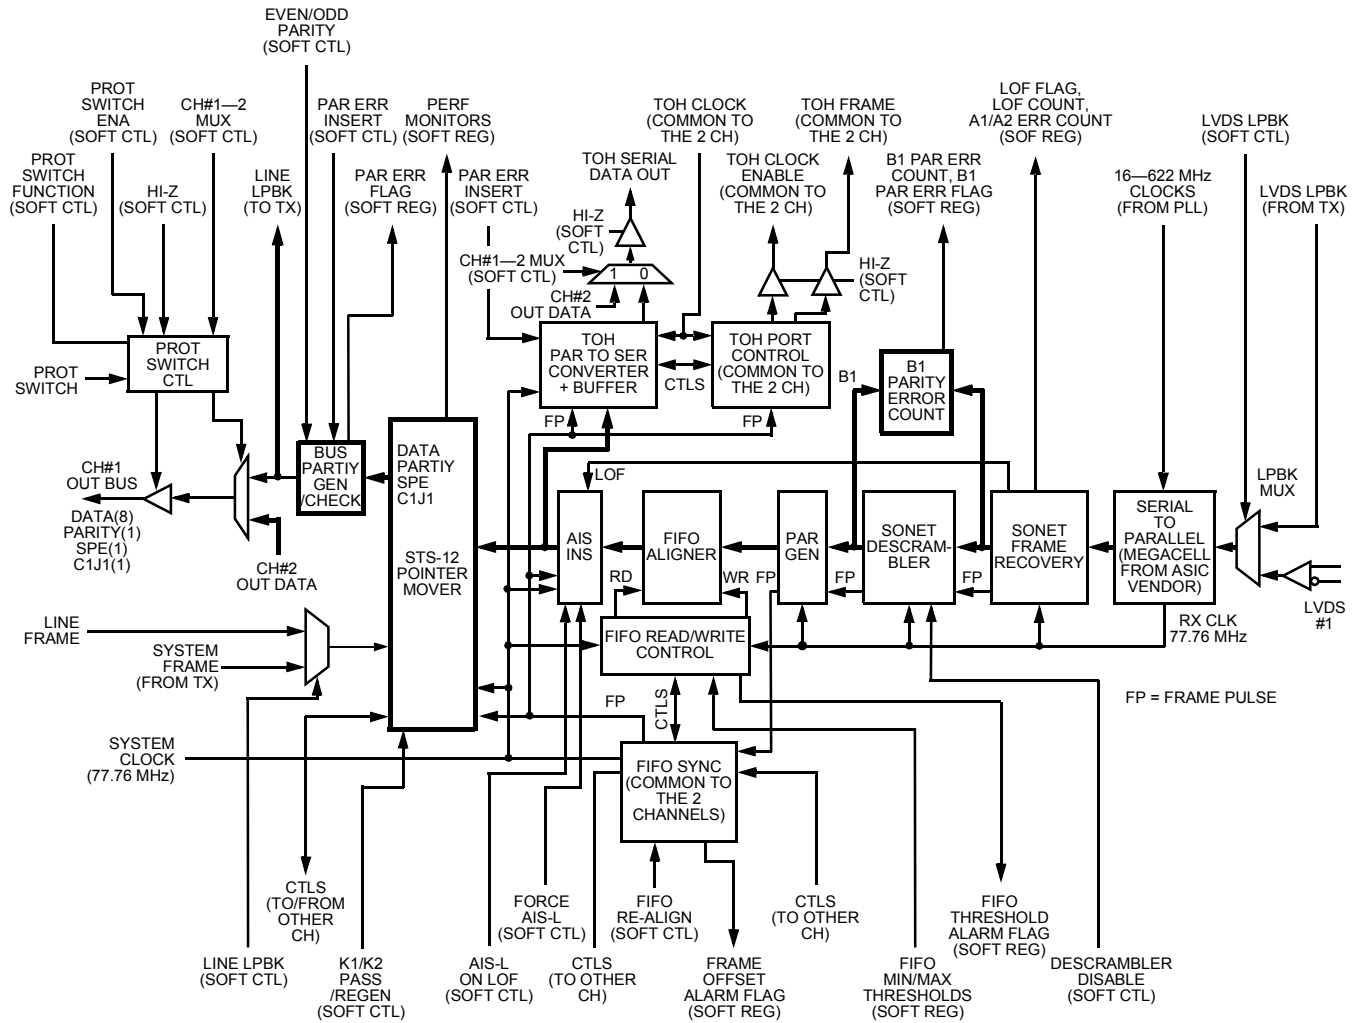 EVEN/ODD
PARITY
(SOFT CTL)
PROT
SWITCH
ENA
(SOFT CTL)
CH#1—2
MUX
(SOFT CTL)
PAR ERR
INSERT
(SOFT CTL)
PERF
MONITORS
(SOFT REG)
TOH CLOCK
(COMMON TO
THE 2 CH)
TOH FRAME
(COMMON TO
THE 2 CH)
LOF FLAG,
LOF COUNT,
A1/A2 ERR COUNT
(SOF REG)
LVDS LPBK
(SOFT CTL)
PROT
SWITCH
FUNCTION
(SOFT CTL)
HI-Z
(SOFT CTL)
LINE
LPBK
(TO TX)
PAR ERR
FLAG
(SOFT REG)
PAR ERR
INSERT
(SOFT CTL)
TOH SERIAL
DATA OUT
TOH CLOCK
ENABLE
(COMMON TO
THE 2 CH)
B1 PAR ERR
COUNT, B1
PAR ERR FLAG
(SOFT REG)
16—622 MHz
CLOCKS
(FROM PLL)
LVDS LPBK
(FROM TX)
HI-Z
(SOFT
CTL)
CH#1—2 MUX
(SOFT CTL)
1 0
CH#2
OUT DATA
HI-Z
(SOFT
CTL)
PROT
SWITCH
CTL
PROT
SWITCH
TOH
PAR TO SER
CONVERTER
+ BUFFER
CTLS
TOH PORT
CONTROL
(COMMON TO
THE 2 CH)
B1
B1
PARITY
ERROR
COUNT
FP
FP
CH#1
OUT BUS
DATA(8)
PARITY(1)
SPE(1)
C1J1(1)
BUS
PARTIY
GEN
/CHECK
DATA
PARTIY
SPE
C1J1
STS-12
POINTER
MOVER
CH#2
OUT DATA
LOF
AIS
INS
FIFO
ALIGNER
PAR
GEN
SONET
DESCRAM-
BLER
SONET
FRAME
RECOVERY
SERIAL
TO
PARALLEL
(MEGACELL
FROM ASIC
VENDOR)
LPBK
MUX
LVDS
#1
RD
WR
FP
FP
FP
RX CLK
77.76 MHz
LINE
FRAME
SYSTEM
FRAME
(FROM TX)
FIFO READ/WRITE
CONTROL
FP = FRAME PULSE
FP
CTLS
SYSTEM
CLOCK
(77.76 MHz)
FIFO SYNC
(COMMON TO
THE 2
CHANNELS)
CTLS
(TO/FROM
OTHER
CH)
FORCE
AIS-L
(SOFT CTL)
FIFO
RE-ALIGN
(SOFT CTL)
CTLS
(TO OTHER
CH)
FIFO
THRESHOLD
ALARM FLAG
(SOFT REG)
LINE LPBK
(SOFT CTL)
K1/K2
PASS
/REGEN
(SOFT CTL)
AIS-L
ON LOF
(SOFT CTL)
CTLS
(TO OTHER
CH)
FRAME
OFFSET
ALARM FLAG
(SOFT REG)
FIFO
MIN/MAX
THRESHOLDS
(SOFT REG)
DESCRAMBLER
DISABLE
(SOFT CTL)